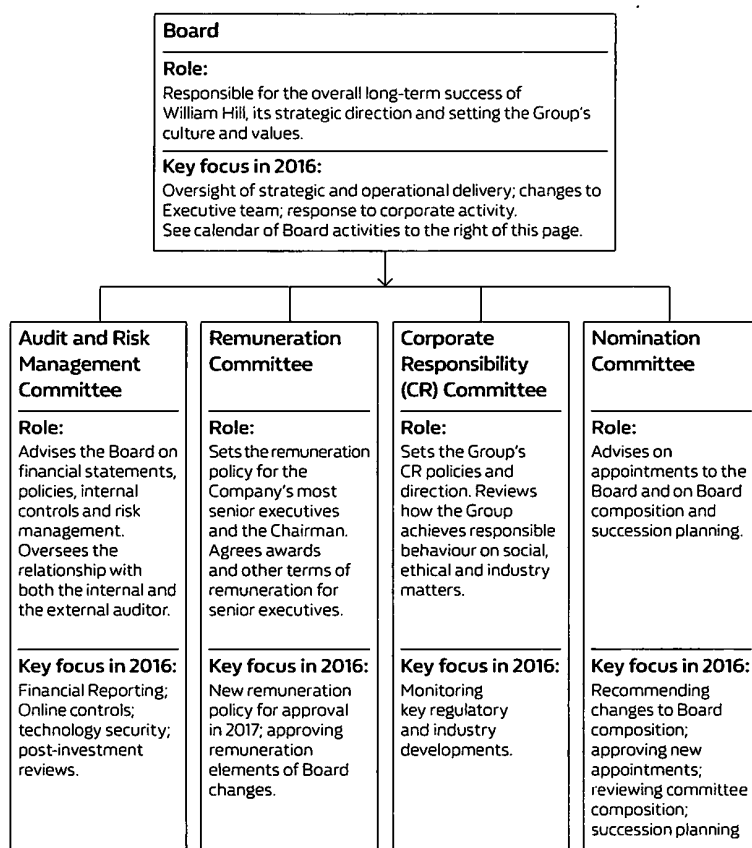 Board
Role:
Responsible for the overall long-term success of
William Hill, its strategic direction and setting the Group's
culture and values.
Key focus in 2016:
Oversight of strategic and operational delivery; changes to
Executive team; response to corporate activity.
See calendar of Board activities to the right of this page.
Audit and Risk
Management
Committee
Role:
Advises the Board on
financial statements,
policies, internal
controls and risk
management.
Oversees the
relationship with
both the internal and
the external auditor.
Key focus in 2016:
Financial Reporting;
Online controls;
technology security;
post-investment
reviews.
Remuneration
Committee
Role:
Sets the remuneration
policy for the
Company's most
senior executives
and the Chairman.
Agrees awards
and other terms of
remuneration for
senior executives.
Key focus in 2016:
New remuneration
policy for approval
in 2017; approving
remuneration
elements of Board
changes.
Corporate
Responsibility
(CR) Committee
Role:
Sets the Group's
CR policies and
direction. Reviews
how the Group
achieves responsible
behaviour on social,
ethical and industry
matters.
Key focus in 2016:
Monitoring
key regulatory
and industry
developments.
Nomination
Committee
Role:
Advises on
appointments to the
Board and on Board
composition and
succession planning.
Key focus in 2016:
Recommending
changes to Board
composition;
approving new
appointments;
reviewing committee
composition;
succession planning